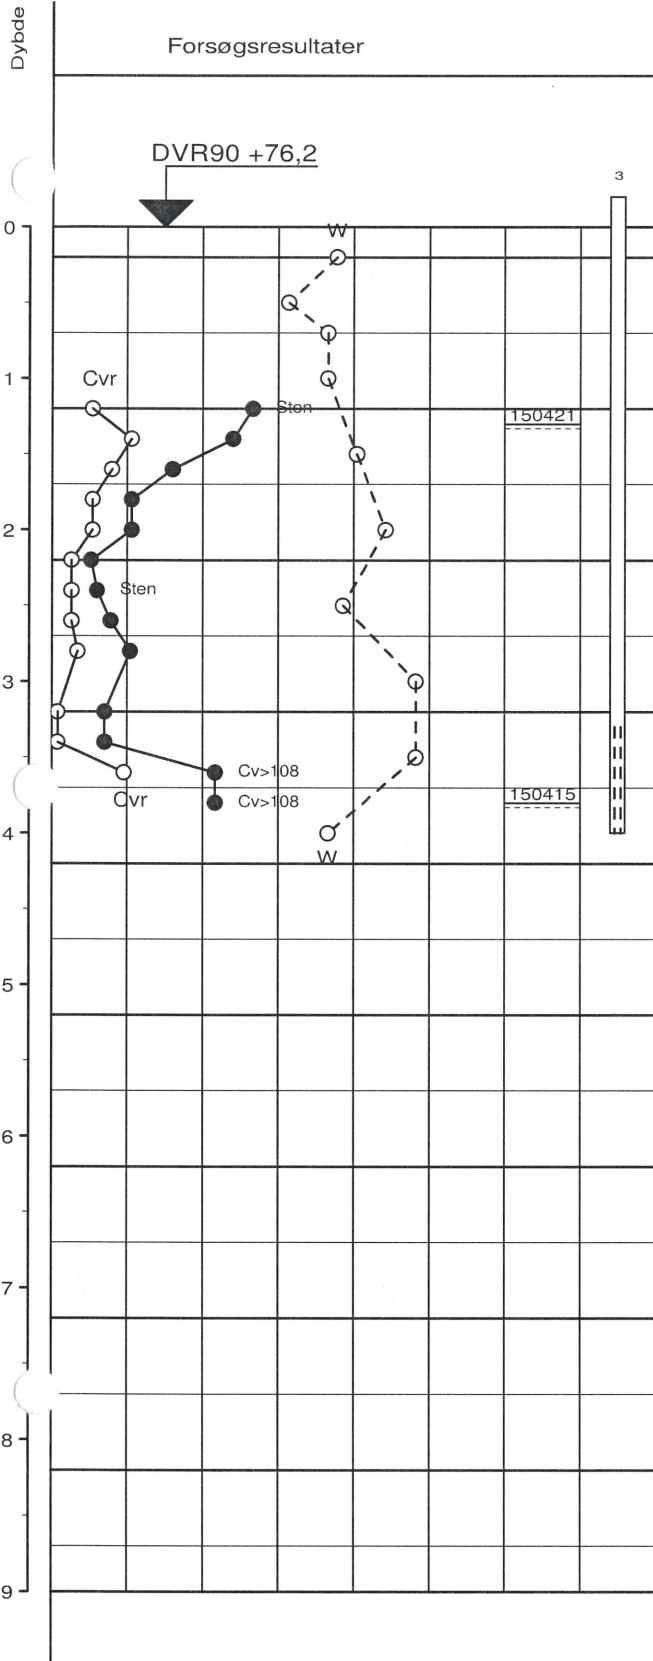 Dybde
Forsøgsresultater
DVR90 +76,2
3
0
W
1
Cvr
Sten
150421
2
Sten
3
Cv>108
Cvr
Cv>108
150415
4
W
5
6
7
8
9